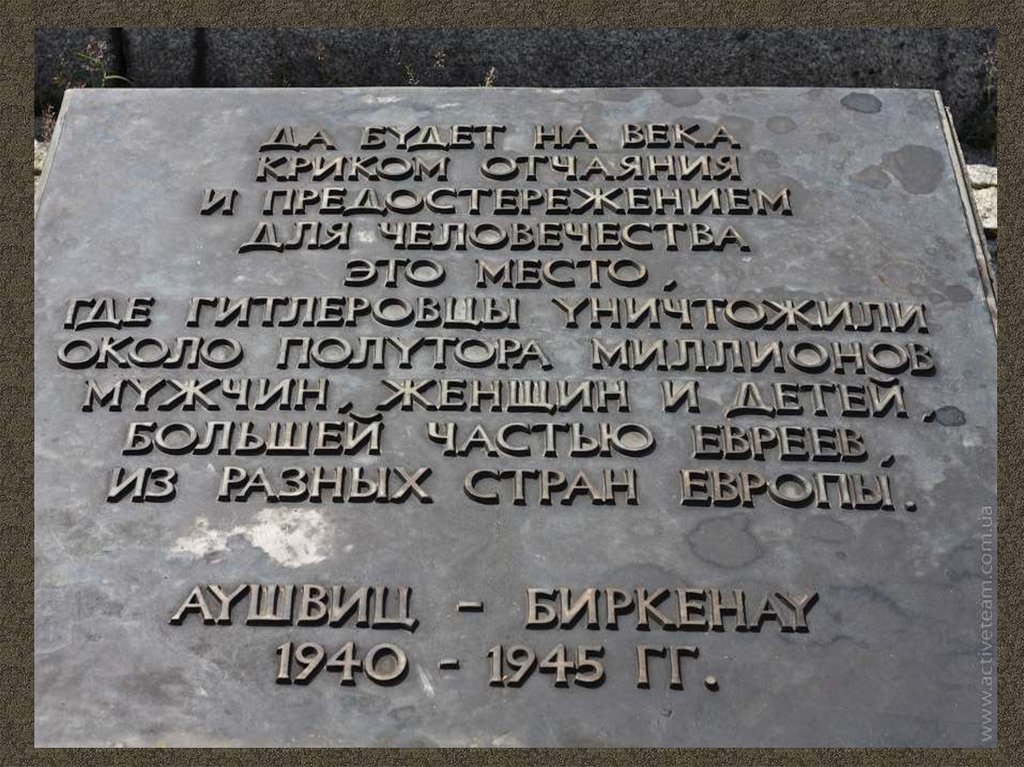 ДА БУДЕТ НА ВЕКА
КРИКОМ ОТЧАЯНИЯ
И ПРЕДОСТЕРЕЖЕНИЕМ
ДЛЯ ЧЕЛОВЕЧЕСТВА
ЭТО МЕСТО,
ГДЕ ГИТЛЕРОВЦЫ УНИЧТОЖИЛИ
ОКОЛО ПОЛУТОРА МИЛЛИОНОВ
МУЖЧИН, ЖЕНЩИН И ДЕТЕЙ,
БОЛЬШЕЙ ЧАСТЬЮ ЕВРЕЕВ,
ИЗ РАЗНЫХ СТРАН ЕВРОПЫ.
АУШВИЦ - БИРКЕНАУ
1940 - 1945 ГГ.
www.activeteam.com.ua